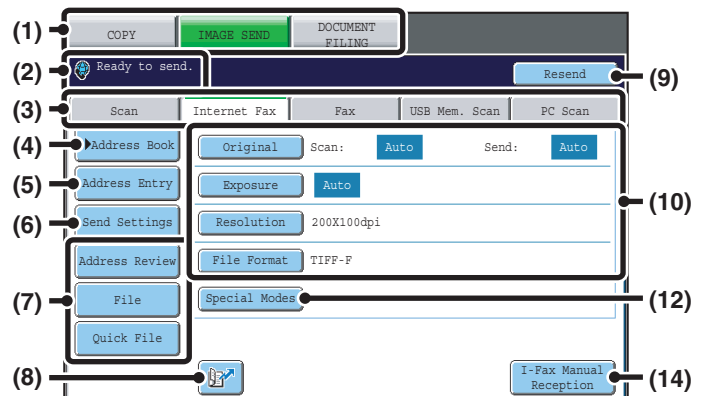 (1)
COPY
IMAGE SEND
DOCUMENT
FILING
(2)
Ready to send.
Resend
(9)
(3)
Scan
Internet Fax
Fax
USB Mem. Scan
PC Scan
(4)
Address Book
Original
Scan:
Auto
Send:
Auto
(5)
Address Entry
Exposure
Auto
(10)
(6)
Send Settings
Resolution
200X100dpi
Address Review
File Format
TIFF-F
(7)
File
Special Modes
(12)
Quick File
(8)
I-Fax Manual
Reception
(14)